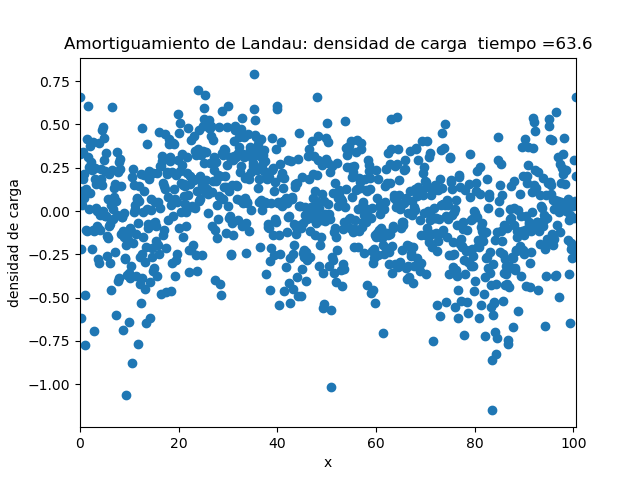 Amortiguamiento de Landau: densidad de carga  tiempo =63.6
densidad de carga
0.75
0.50
0.25
0.00
−0.25
−0.50
−0.75
−1.00
0 20 40 60 80 100
x